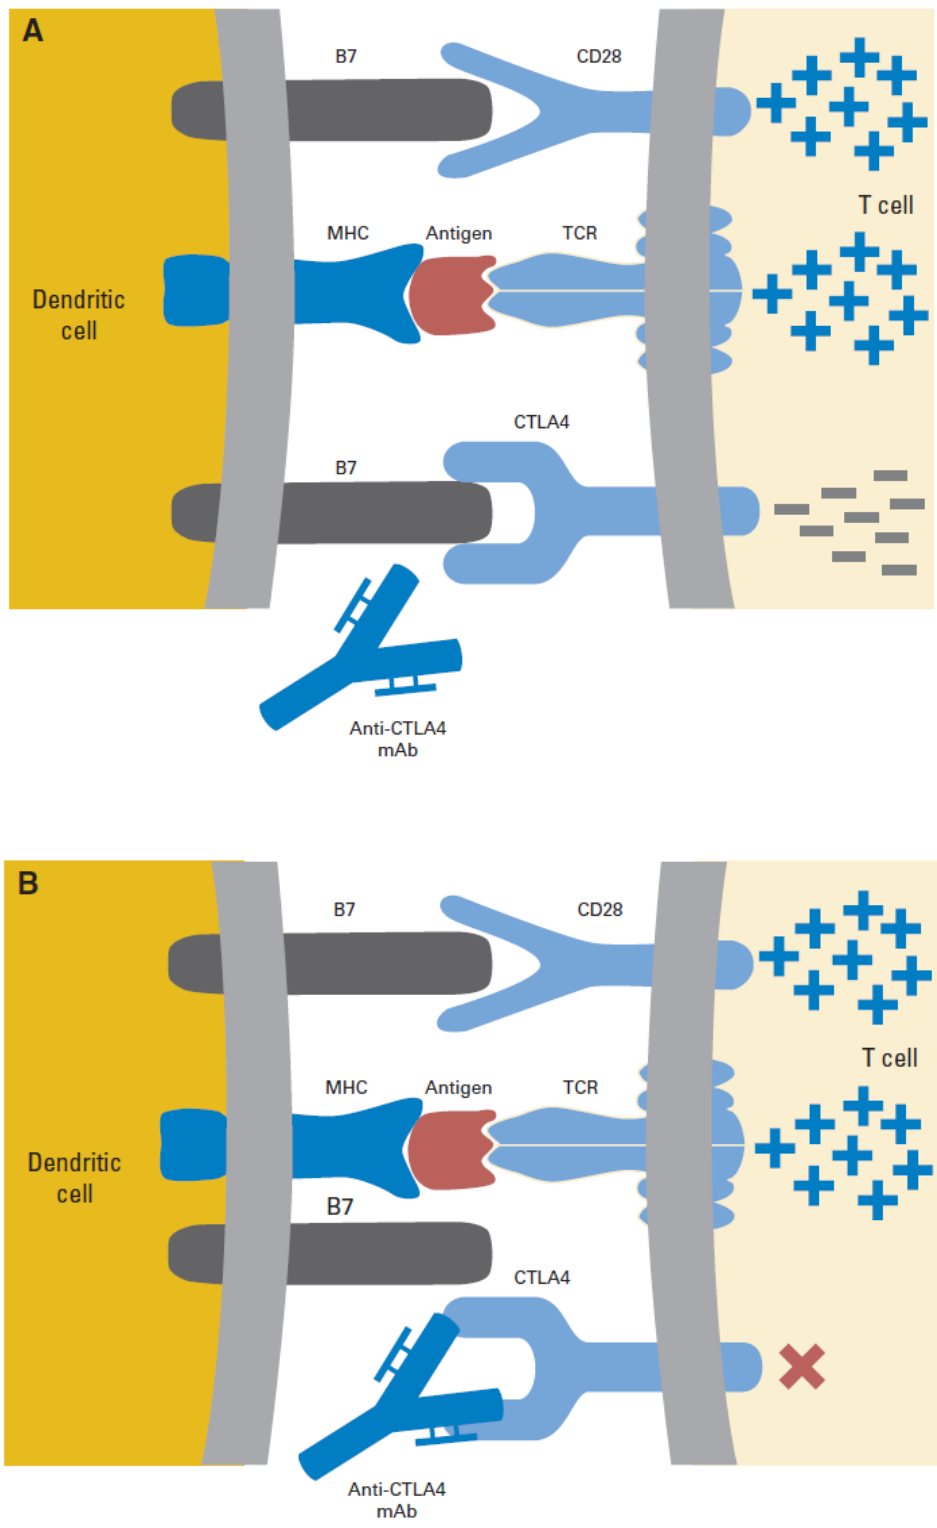 A
B7
CD28
T cell
MHC
Antigen
TCR
Dendritic
cell
CTLA4
B7
Anti-CTLA4
mAb
B
B7
CD28
T cell
MHC
Antigen
TCR
Dendritic
cell
B7
CTLA4
Anti-CTLA4
mAb